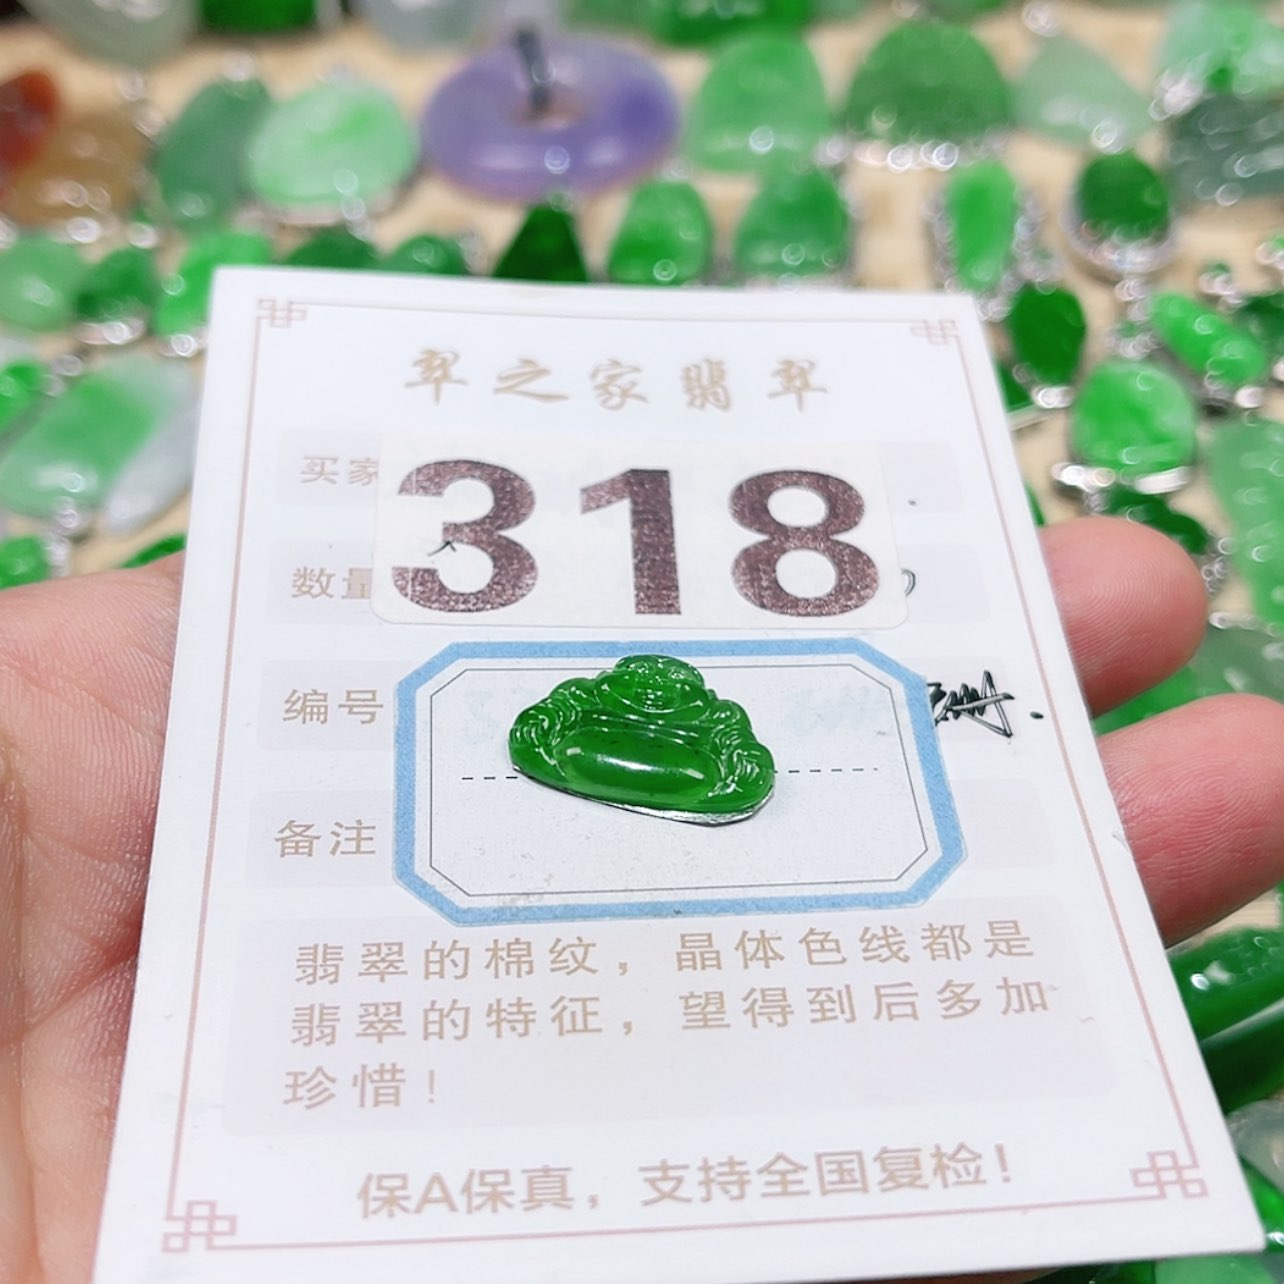 翠之家翡翠
买家
318
数量
编号
备注
翡翠的棉纹，晶体色线都是
翡翠的特征，望得到后多加
珍惜！
保A保真，支持全国复检！